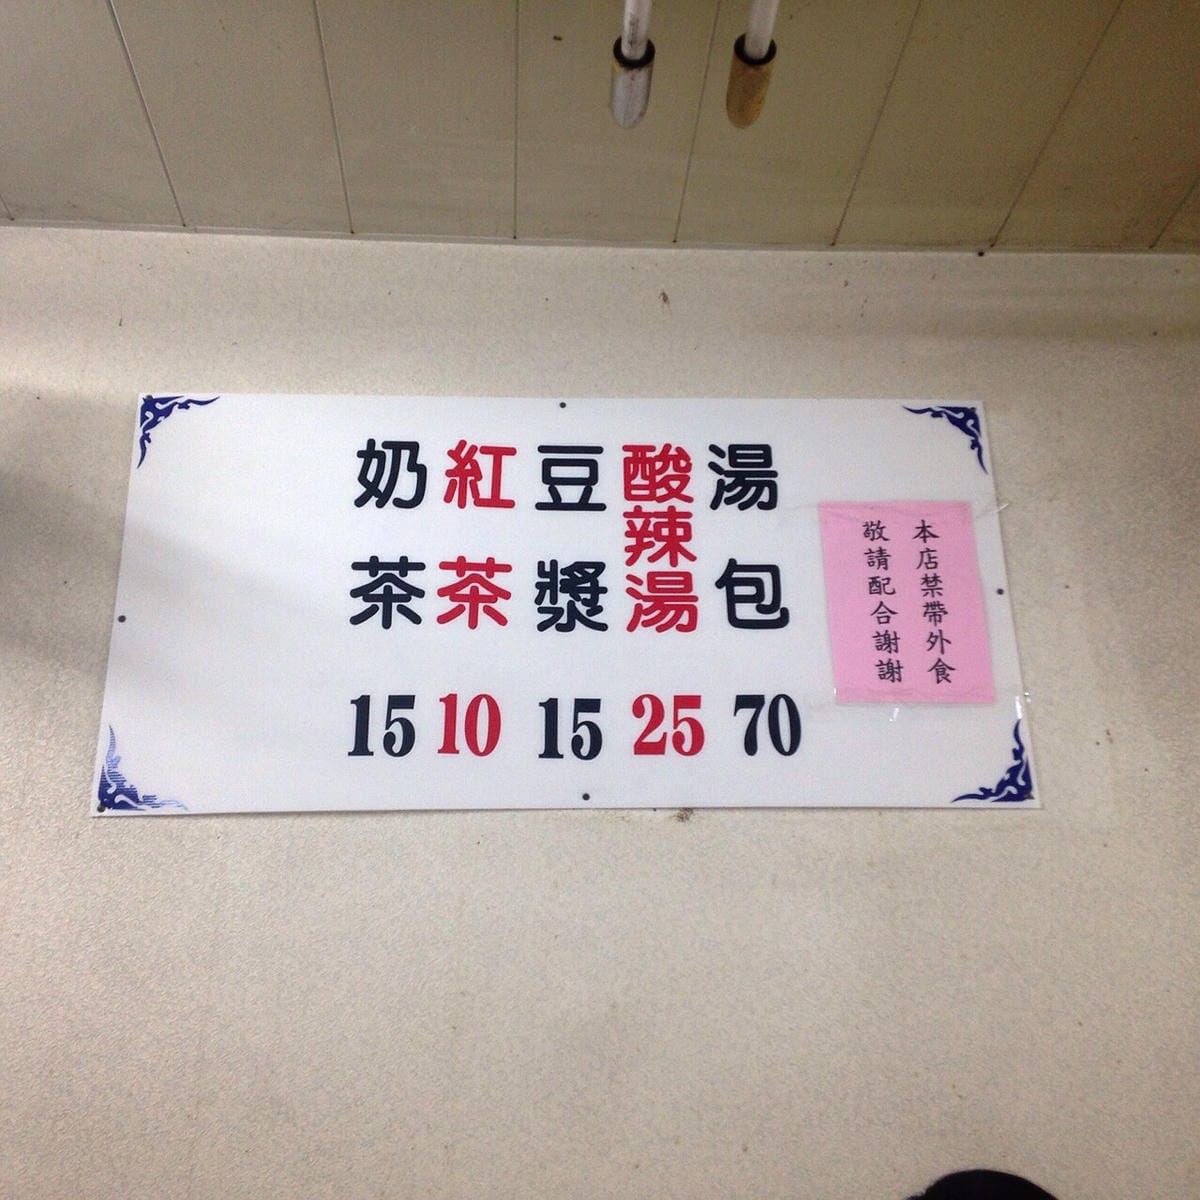 本店禁帶外食
敬請配合謝謝
湯包 70
酸辣湯 25
豆漿 15
紅茶 10
奶茶 15